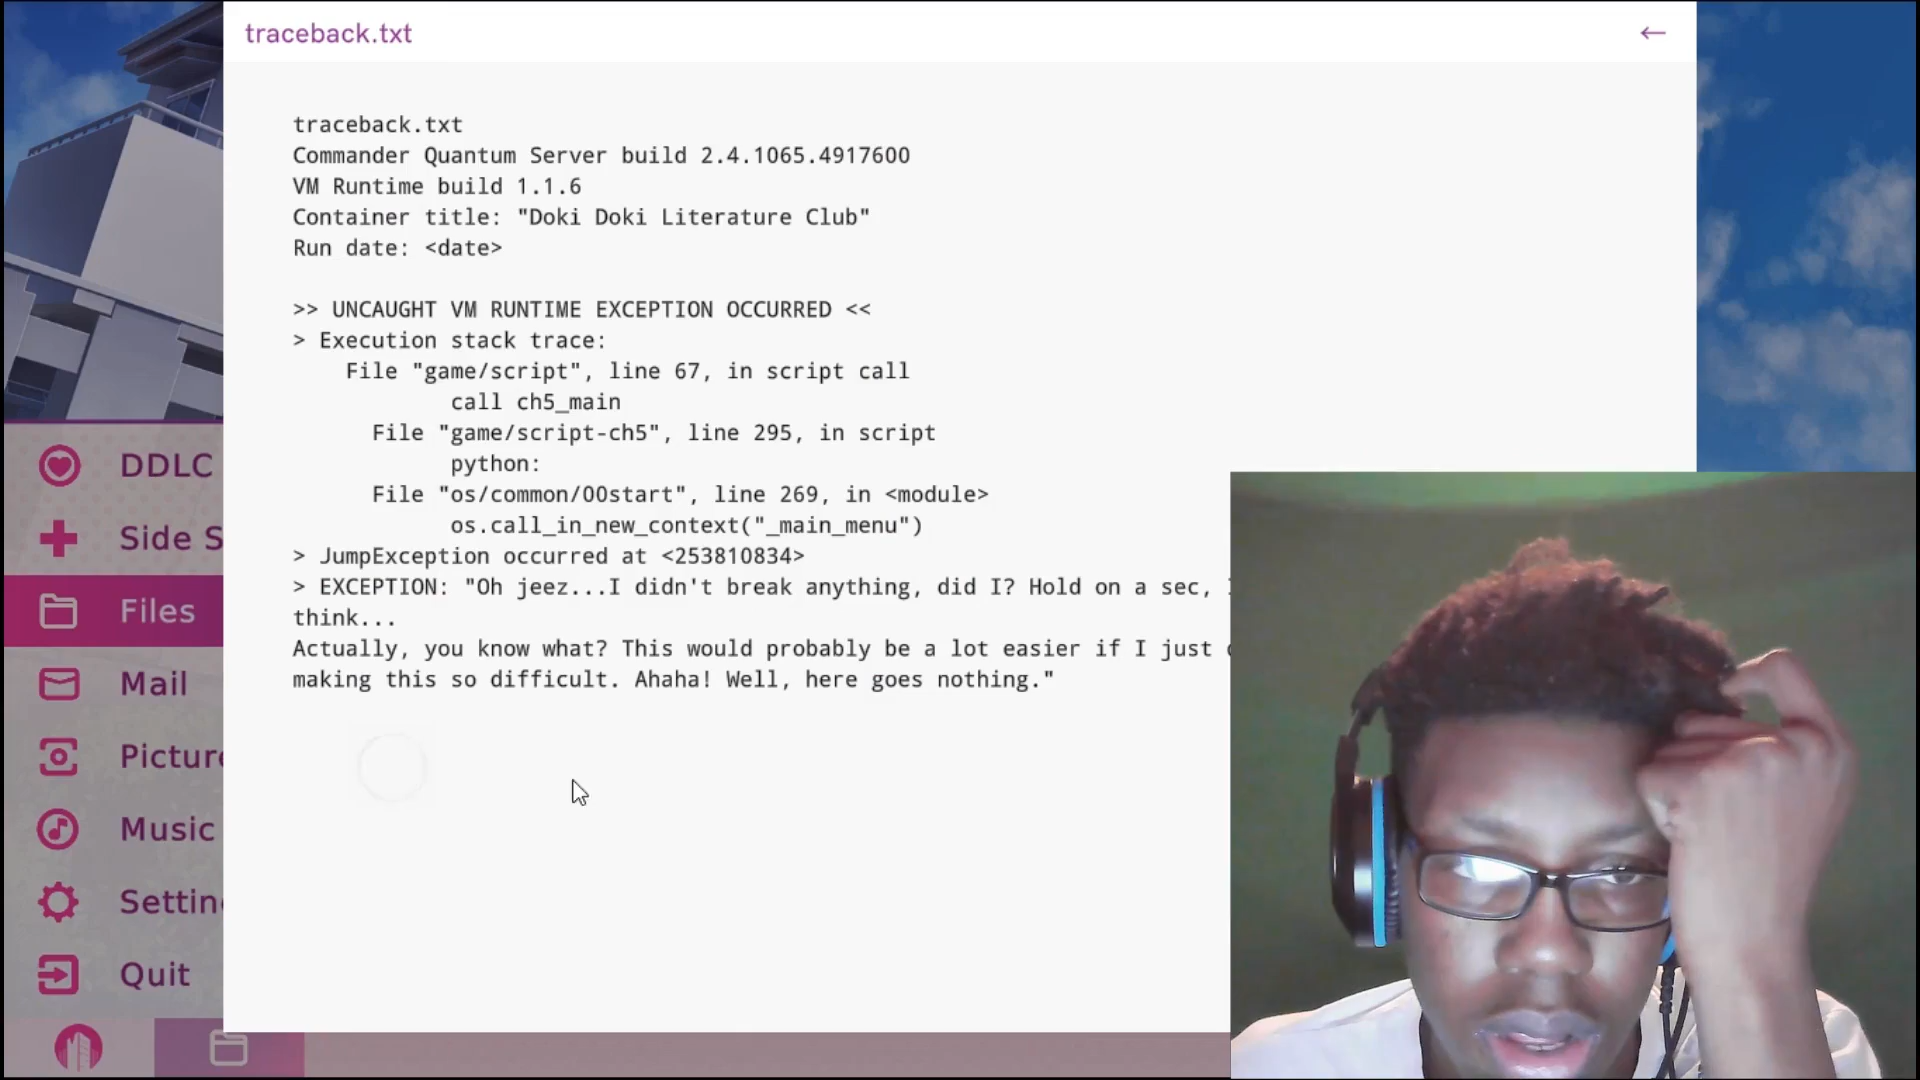 traceback.txt
←
traceback.txt
Commander Quantum Server build 2.4.1065.4917600
VM Runtime build 1.1.6
Container title: "Doki Doki Literature Club"
Run date: <date>
>> UNCAUGHT VM RUNTIME EXCEPTION OCCURRED <<
> Execution stack trace:
File "game/script", line 67, in script call
call ch5_main
File "game/script-ch5", line 295, in script
python:
File "os/common/00start", line 269, in <module>
os.call_in_new_context("_main_menu")
> JumpException occurred at <253810834>
> EXCEPTION: "Oh jeez...I didn't break anything, did I? Hold on a sec,
think...
Actually, you know what? This would probably be a lot easier if I just
making this so difficult. Ahaha! Well, here goes nothing."
DDLC
Side S
Files
Mail
Picture
Music
Settin
Quit